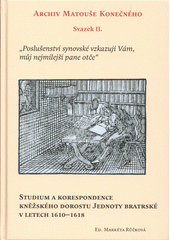 ARCHIV MATOUŠE KONEČNÉHO
Svazek II.
„Poslušenství synovské vzkazuji Vám,
můj nejmilejší pane otče“
STUDIUM A KORESPONDENCE
KNĚŽSKÉHO DOROSTU JEDNOTY BRATRSKÉ
V LETECH 1610–1618
ED. MARKÉTA RŮČKOVÁ